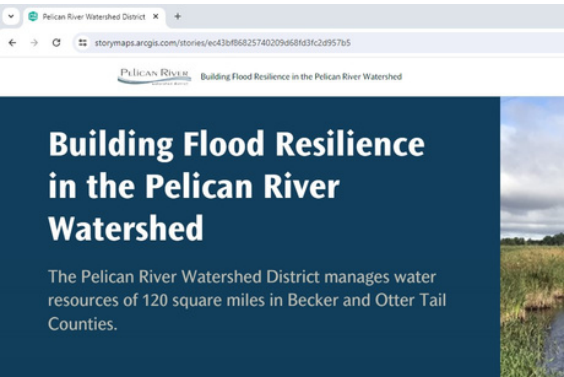 Pelican River Watershed District
storymaps.arcgis.com/stories/ec43bf86825740209d68fd3fc2d957b5
PELICAN RIVER
Building Flood Resilience in the Pelican River Watershed
Building Flood Resilience
in the Pelican River
Watershed
The Pelican River Watershed District manages water
resources of 120 square miles in Becker and Otter Tail
Counties.